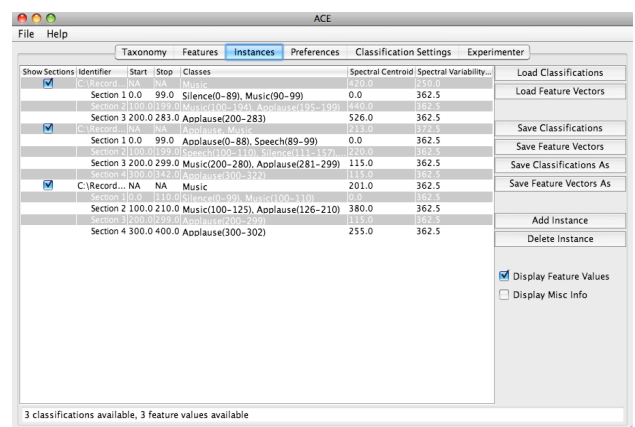 ACE
File Help
Taxonomy Features Instances Preferences Classification Settings Experimenter
Show Sections Identifier Start Stop Classes Spectral Centroid Spectral Variability...
C:\Record... NA NA Music 420.0 250.0
Section 1 0.0 99.0 Silence(0-89), Music(90-99) 0.0 362.5
Section 2 100.0 199.0 Music(100-194), Applause(195-199) 440.0 362.5
Section 3 200.0 283.0 Applause(200-283) 526.0 362.5
C:\Record... NA NA Applause, Music 213.0 372.5
Section 1 0.0 99.0 Applause(0-88), Speech(89-99) 0.0 362.5
Section 2 100.0 199.0 Speech(100-110), Silence(111-157)... 220.0 362.5
Section 3 200.0 299.0 Music(200-280), Applause(281-299) 115.0 362.5
Section 4 300.0 342.0 Applause(300-322) 115.0 362.5
C:\Record... NA NA Music 201.0 362.5
Section 1 0.0 110.0 Silence(0-99), Music(100-110) 0.0 362.5
Section 2 100.0 210.0 Music(100-125), Applause(126-210) 380.0 362.5
Section 3 200.0 299.0 Applause(200-299) 115.0 362.5
Section 4 300.0 400.0 Applause(300-302) 255.0 362.5
Load Classifications
Load Feature Vectors
Save Classifications
Save Feature Vectors
Save Classifications As
Save Feature Vectors As
Add Instance
Delete Instance
Display Feature Values
Display Misc Info
3 classifications available, 3 feature values available